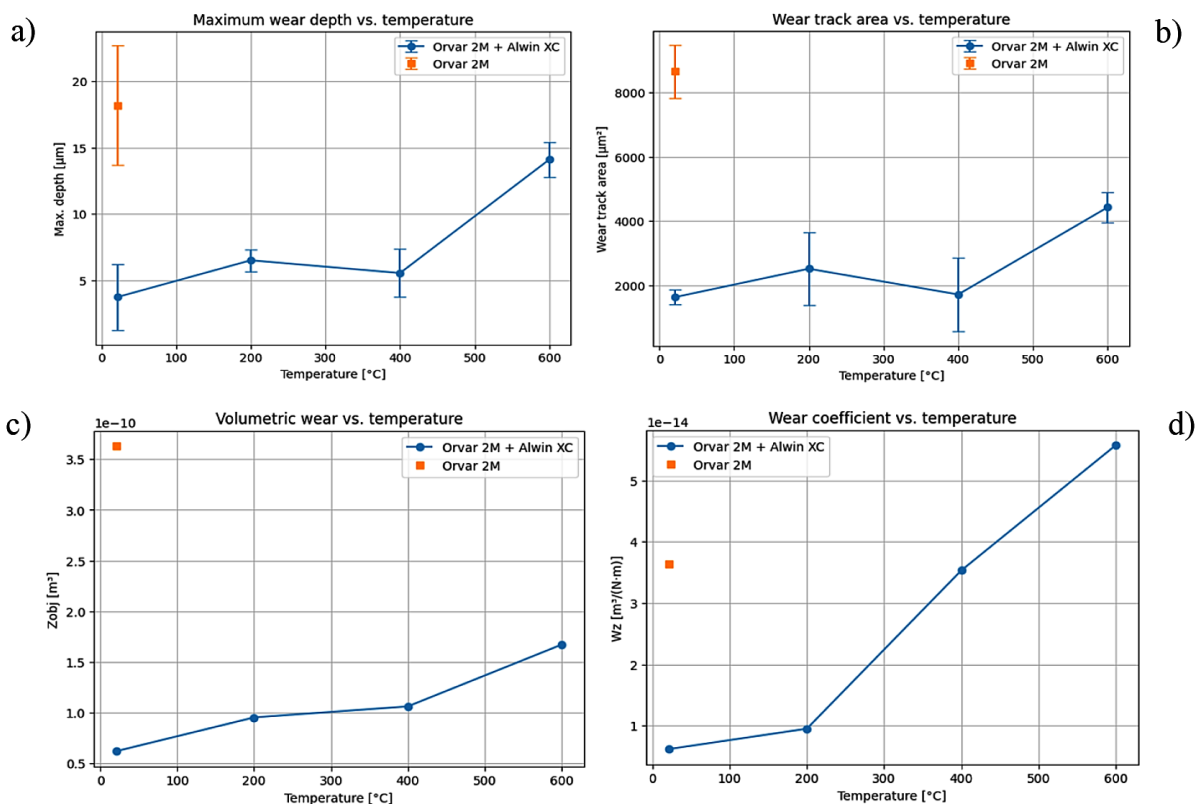 a)
Maximum wear depth vs. temperature
Orvar 2M + Alwin XC
Orvar 2M
Max. depth [µm]
20
15
10
5
0 100 200 300 400 500 600
Temperature [°C]
b)
Wear track area vs. temperature
Orvar 2M + Alwin XC
Orvar 2M
Wear track area [µm²]
8000
6000
4000
2000
0 100 200 300 400 500 600
Temperature [°C]
c)
Volumetric wear vs. temperature
1e−10
Orvar 2M + Alwin XC
Orvar 2M
Zobj [m³]
3.5
3.0
2.5
2.0
1.5
1.0
0.5
0 100 200 300 400 500 600
Temperature [°C]
d)
Wear coefficient vs. temperature
1e−14
Orvar 2M + Alwin XC
Orvar 2M
Wz [m³/(N·m)]
5
4
3
2
1
0 100 200 300 400 500 600
Temperature [°C]